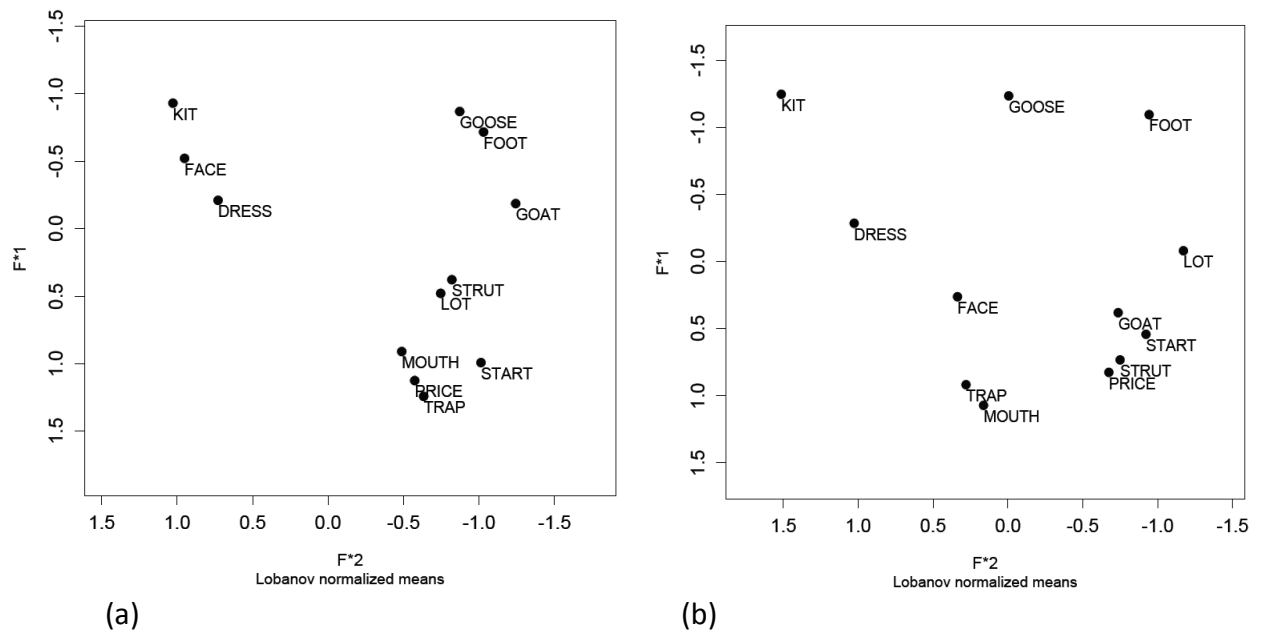 -1.5
-1.0
-0.5
0.0
0.5
1.0
1.5
F*1
KIT
GOOSE
FOOT
FACE
DRESS
GOAT
STRUT
LOT
MOUTH
START
PRICE
TRAP
1.5 1.0 0.5 0.0 -0.5 -1.0 -1.5
F*2
Lobanov normalized means
(a)
-1.5
-1.0
-0.5
0.0
0.5
1.0
1.5
F*1
KIT
GOOSE
FOOT
DRESS
LOT
FACE
GOAT
START
STRUT
PRICE
TRAP
MOUTH
1.5 1.0 0.5 0.0 -0.5 -1.0 -1.5
F*2
Lobanov normalized means
(b)